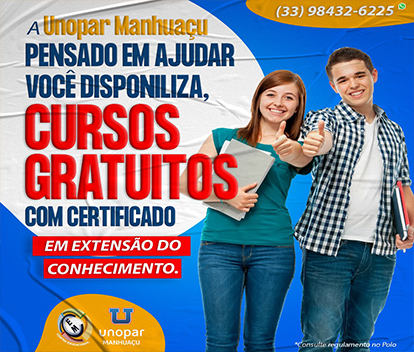 (33) 98432-6225
A Unopar Manhuaçu
PENSADO EM AJUDAR
VOCÊ DISPONILIZA,
CURSOS
GRATUITOS
COM CERTIFICADO
EM EXTENSÃO DO
CONHECIMENTO.
unopar
MANHUAÇU
*Consulte regulamento no Polo